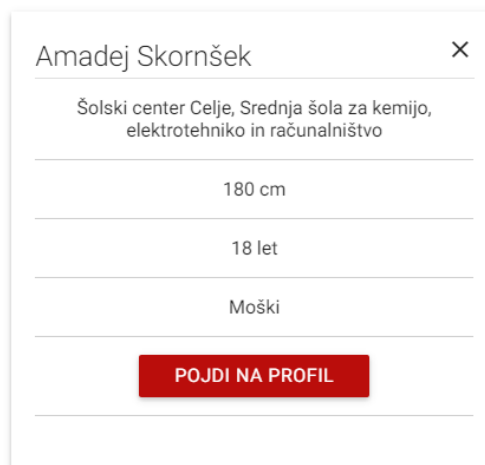 Amadej Skornšek
Šolski center Celje, Srednja šola za kemijo,
elektrotehniko in računalništvo
180 cm
18 let
Moški
POJDI NA PROFIL